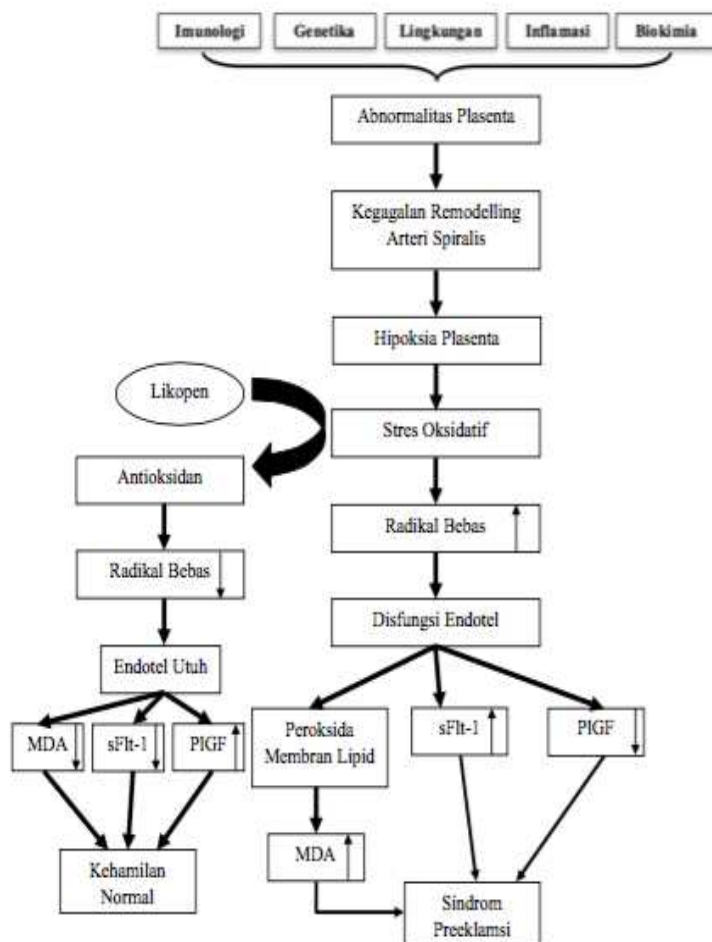 Imunologi
Genetika
Lingkungan
Inflamasi
Biokimia
Abnormalitas Plasenta
Kegagalan Remodelling
Arteri Spiralis
Hipoksia Plasenta
Likopen
Stres Oksidatif
Antioksidan
Radikal Bebas
Radikal Bebas
Disfungsi Endotel
Endotel Utuh
MDA
sFlt-1
PlGF
Peroksida
Membran Lipid
sFlt-1
PlGF
MDA
Kehamilan
Normal
Sindrom
Preeklamsi